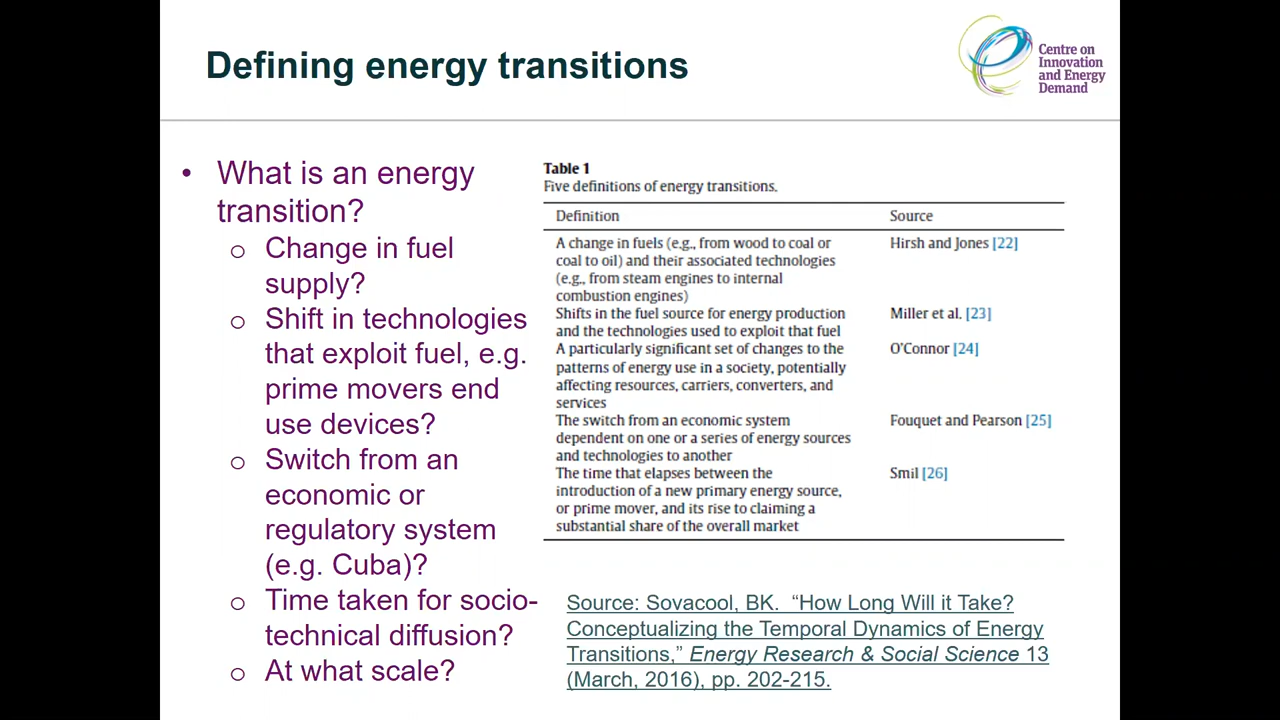 Defining energy transitions
Centre on
Innovation
and Energy
Demand
• What is an energy
transition?
o Change in fuel
supply?
o Shift in technologies
that exploit fuel, e.g.
prime movers end
use devices?
o Switch from an
economic or
regulatory system
(e.g. Cuba)?
o Time taken for socio-
technical diffusion?
o At what scale?
Table 1
Five definitions of energy transitions.
Definition Source
A change in fuels (e.g., from wood to coal or Hirsh and Jones [22]
coal to oil) and their associated technologies
(e.g., from steam engines to internal
combustion engines)
Shifts in the fuel source for energy production Miller et al. [23]
and the technologies used to exploit that fuel
A particularly significant set of changes to the O'Connor [24]
patterns of energy use in a society, potentially
affecting resources, carriers, converters, and
services
The switch from an economic system Fouquet and Pearson [25]
dependent on one or a series of energy sources
and technologies to another
The time that elapses between the Smil [26]
introduction of a new primary energy source,
or prime mover, and its rise to claiming a
substantial share of the overall market
Source: Sovacool, BK. “How Long Will it Take?
Conceptualizing the Temporal Dynamics of Energy
Transitions,” Energy Research & Social Science 13
(March, 2016), pp. 202-215.